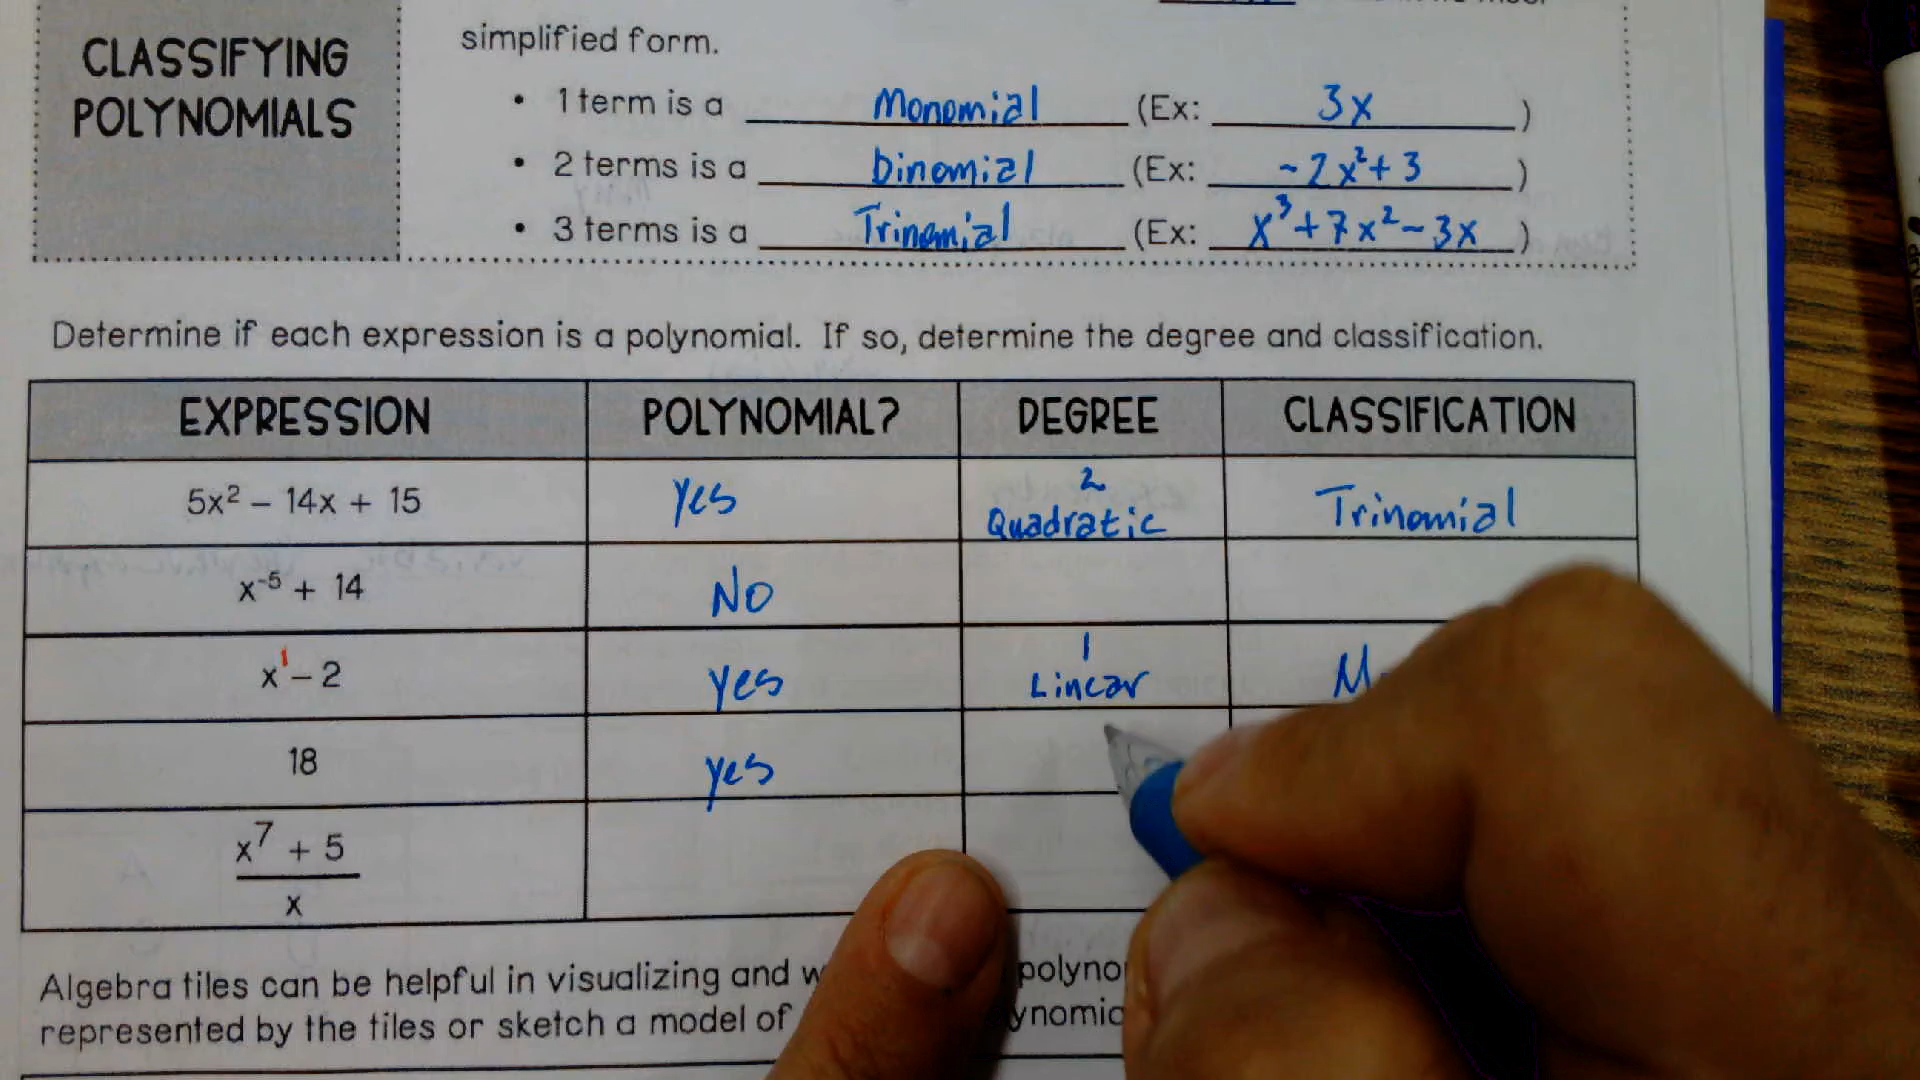 CLASSIFYING
POLYNOMIALS
simplified form.
• 1 term is a Monomial (Ex: 3x)
• 2 terms is a binomial (Ex: -2x²+3)
• 3 terms is a Trinomial (Ex: x³+7x²-3x)
Determine if each expression is a polynomial. If so, determine the degree and classification.
EXPRESSION POLYNOMIAL? DEGREE CLASSIFICATION
5x² – 14x + 15 yes 2 Quadratic Trinomial
x⁻⁵ + 14 NO
x¹ – 2 yes 1 Linear
18 yes
x⁷ + 5
x
Algebra tiles can be helpful in visualizing and
represented by the tiles or sketch a model of